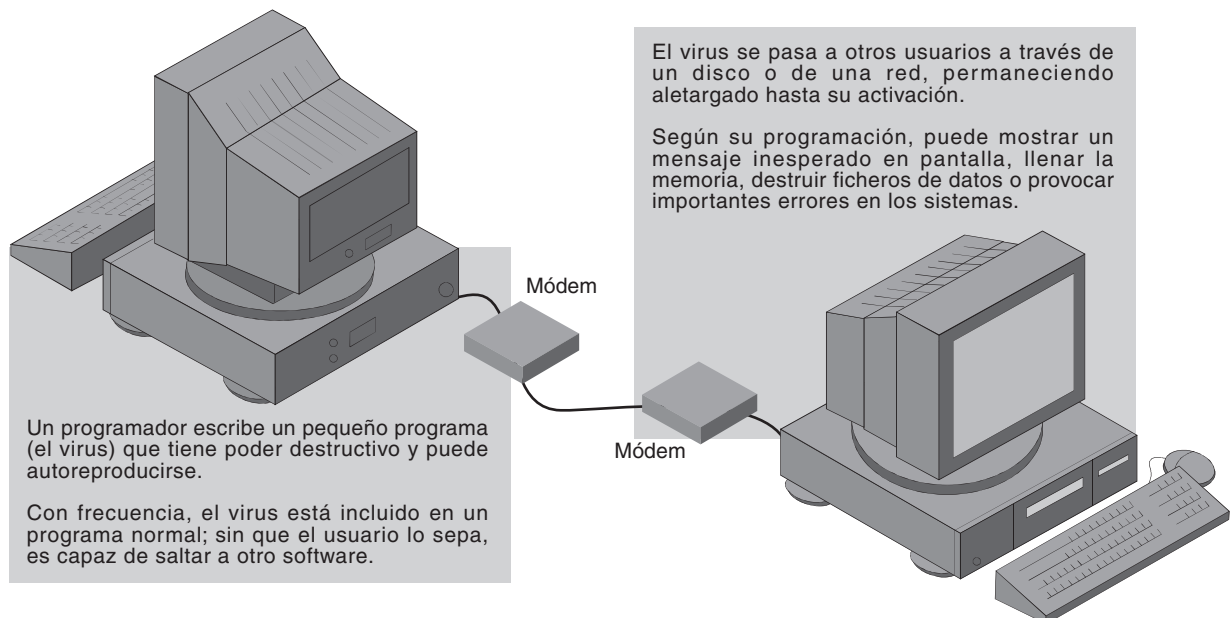 El virus se pasa a otros usuarios a través de
un disco o de una red, permaneciendo
aletargado hasta su activación.
Según su programación, puede mostrar un
mensaje inesperado en pantalla, llenar la
memoria, destruir ficheros de datos o provocar
importantes errores en los sistemas.
Módem
Módem
Un programador escribe un pequeño programa
(el virus) que tiene poder destructivo y puede
autoreproducirse.
Con frecuencia, el virus está incluido en un
programa normal; sin que el usuario lo sepa,
es capaz de saltar a otro software.